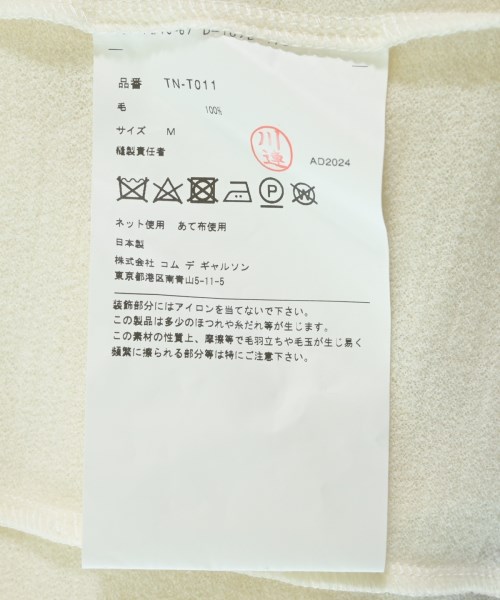 品番 TN-T011
毛 100%
サイズ M
縫製責任者
川邉
AD2024
W
ネット使用 あて布使用
日本製
株式会社 コム デ ギャルソン
東京都港区南青山5-11-5
装飾部分にはアイロンを当てないで下さい。
この製品は多少のほつれや糸だれ等が生じます。
この素材の性質上、摩擦等で毛羽立ちや毛玉が生じ易く
頻繁に擦られる部分等は特にご注意下さい。